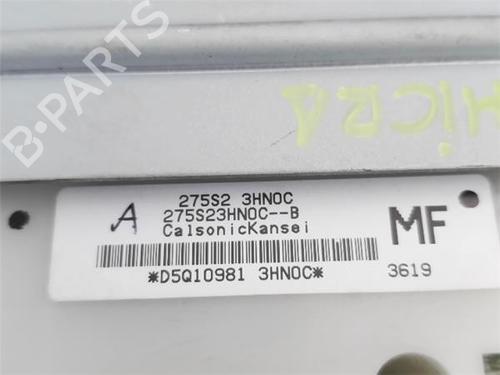 B-PARTS
MICRA
275S2 3HN0C
A
275S23HN0C--B
CalsonicKansei
MF
*D5Q10981 3HN0C*
3619